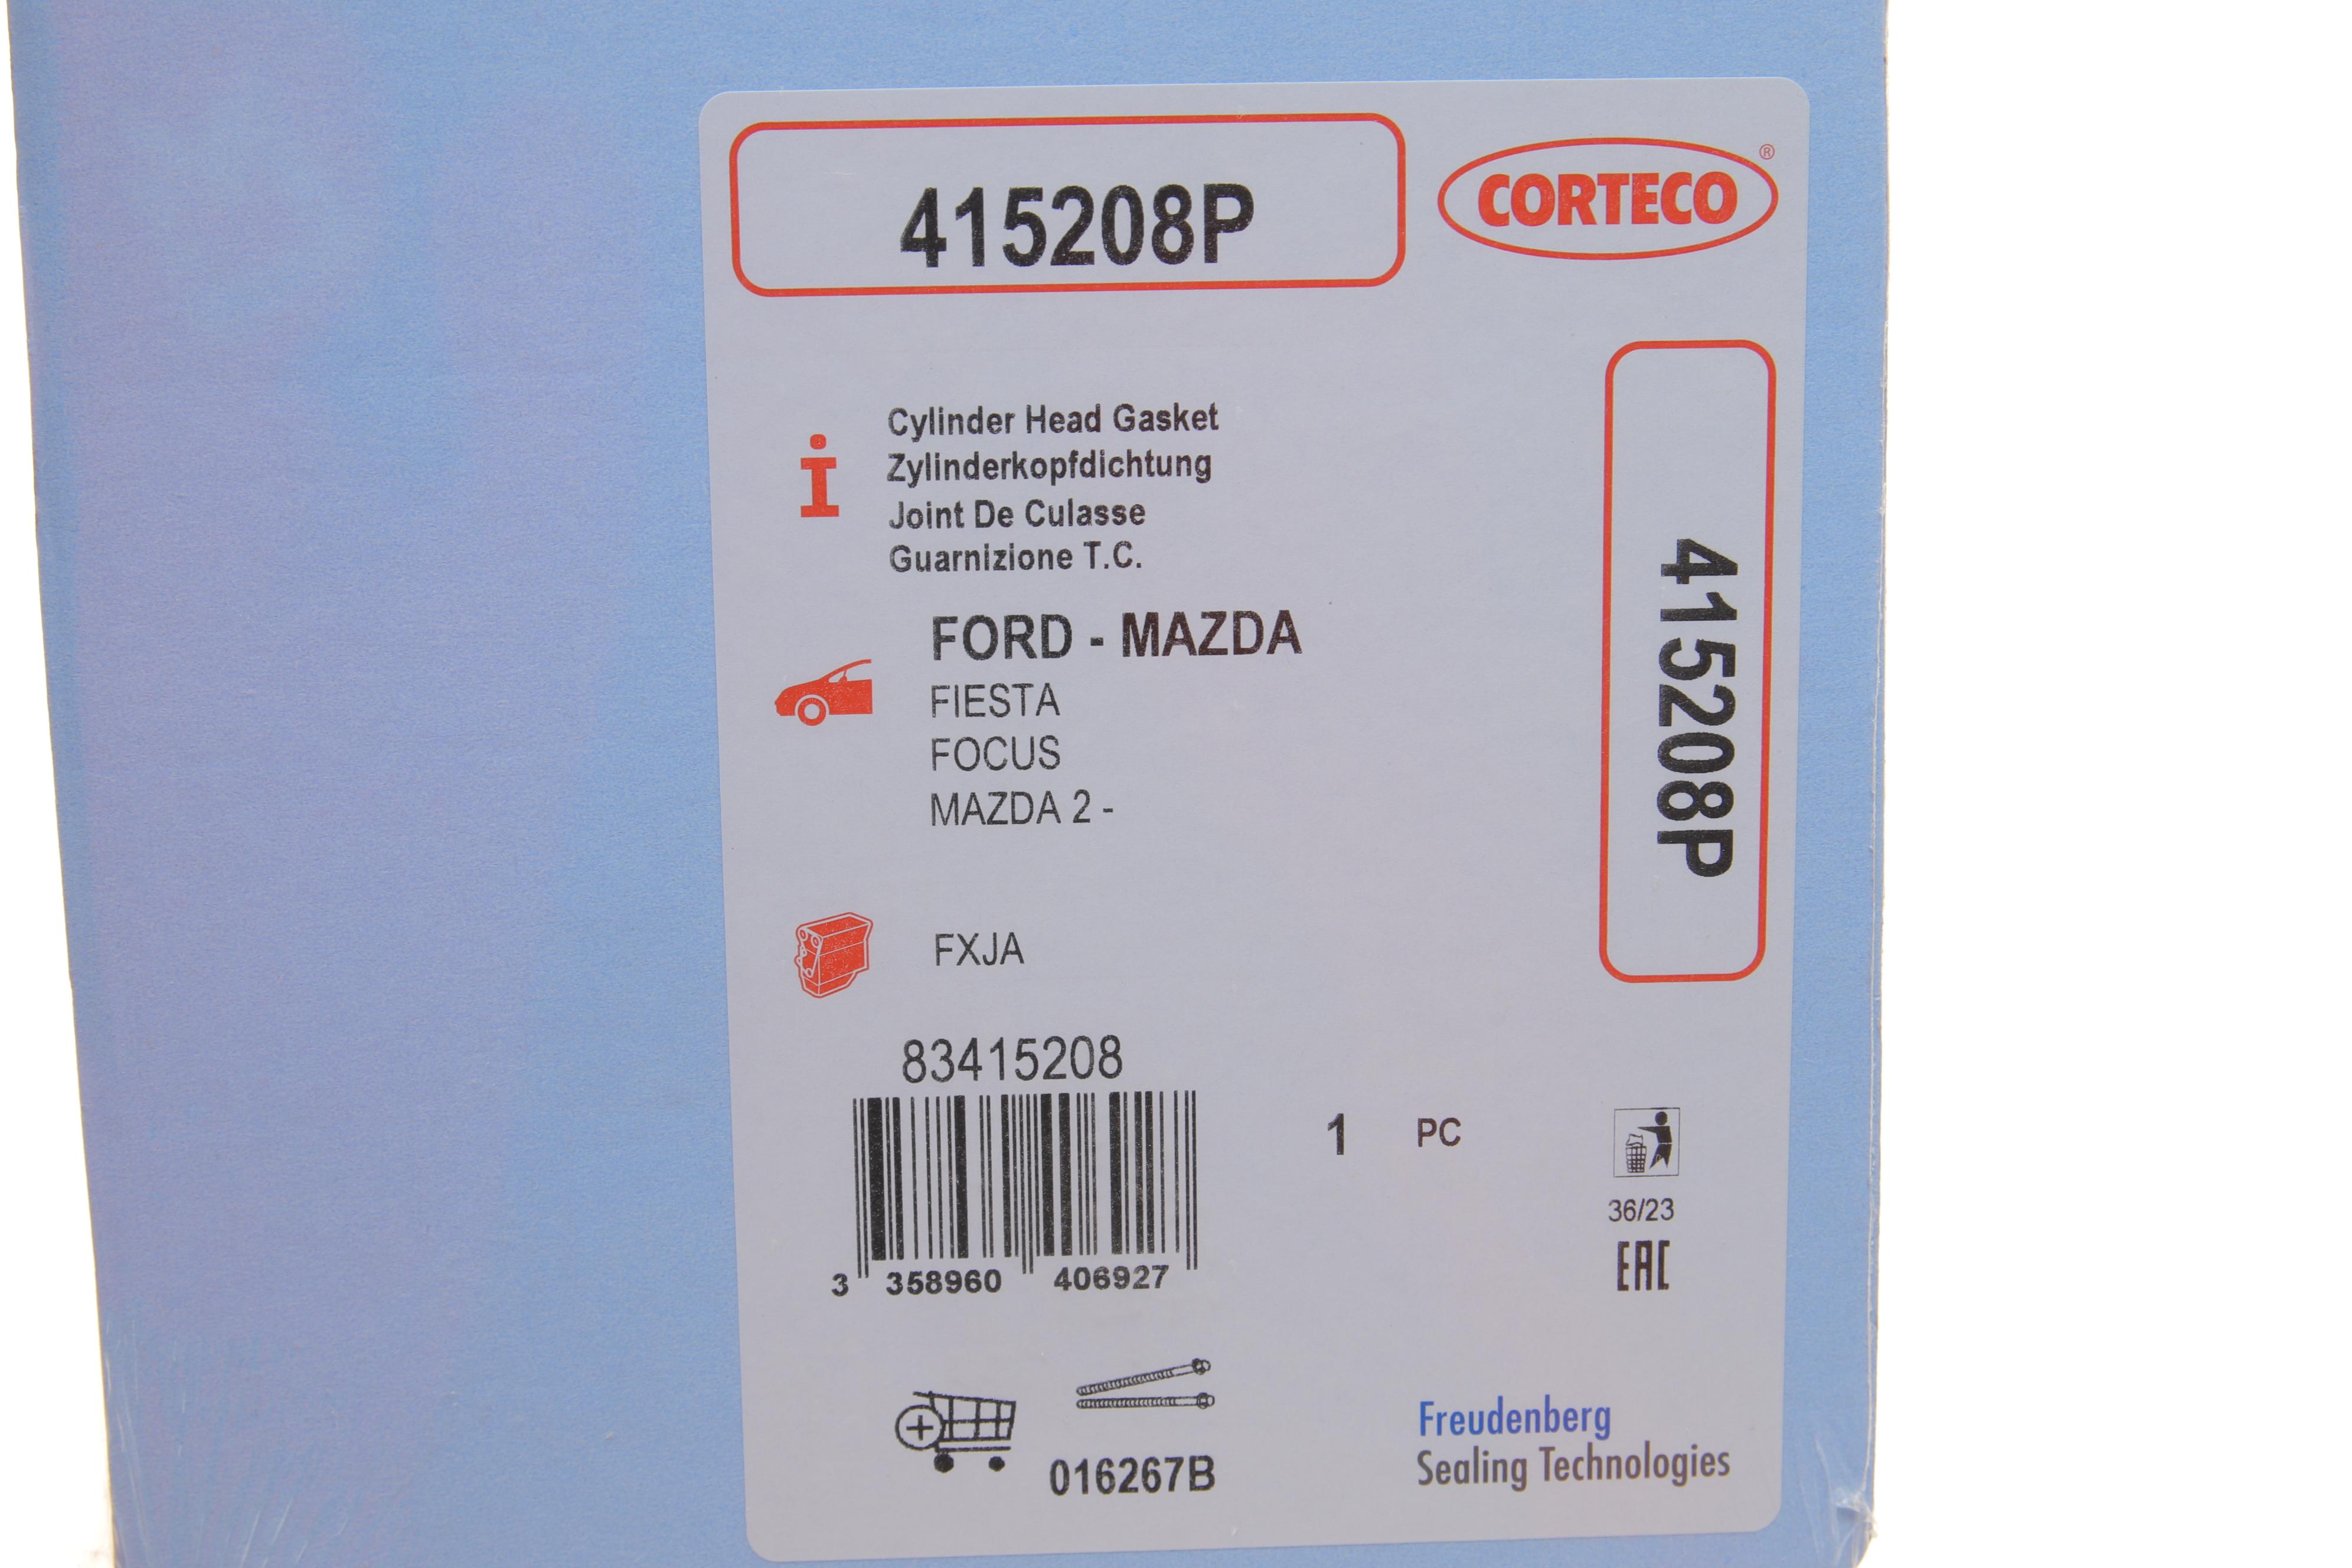 415208P
CORTECO®
Cylinder Head Gasket
Zylinderkopfdichtung
Joint De Culasse
Guarnizione T.C.
415208P
FORD - MAZDA
FIESTA
FOCUS
MAZDA 2 -
FXJA
83415208
3 358960 406927
1 PC
36/23
EAC
016267B
Freudenberg
Sealing Technologies